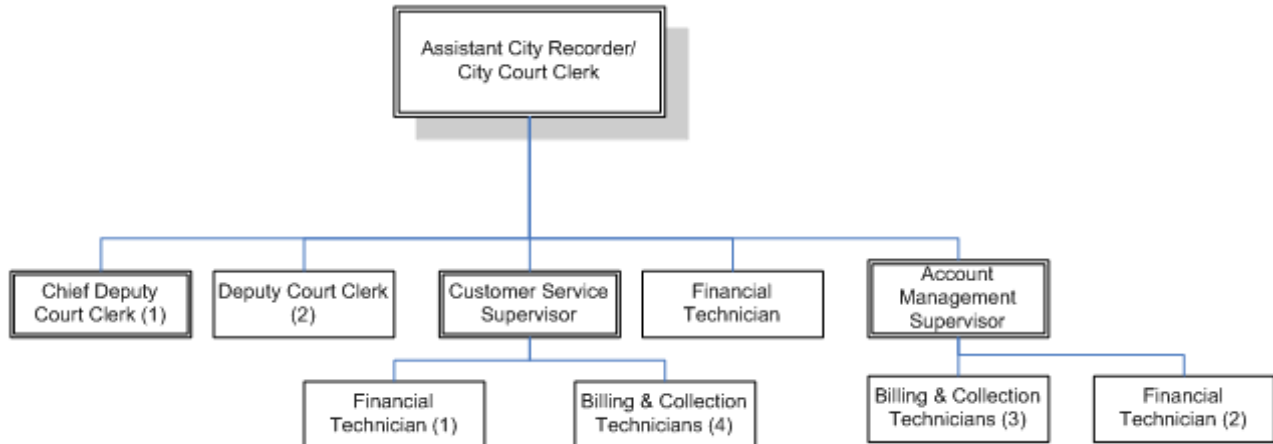 Assistant City Recorder/
City Court Clerk
Chief Deputy
Court Clerk (1)
Deputy Court Clerk
(2)
Customer Service
Supervisor
Financial
Technician
Account
Management
Supervisor
Financial
Technician (1)
Billing & Collection
Technicians (4)
Billing & Collection
Technicians (3)
Financial
Technician (2)